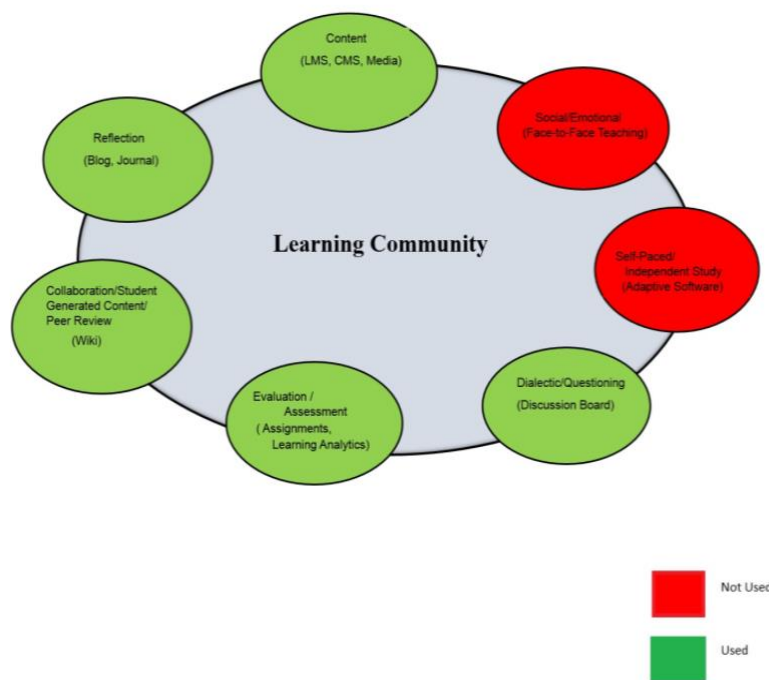 Content
(LMS, CMS, Media)
Social/Emotional
(Face-to-Face Teaching)
Reflection
(Blog, Journal)
Learning Community
Self-Paced/
Independent Study
(Adaptive Software)
Collaboration/Student
Generated Content/
Peer Review
(Wiki)
Dialectic/Questioning
(Discussion Board)
Evaluation /
Assessment
( Assignments,
Learning Analytics)
Not Used
Used